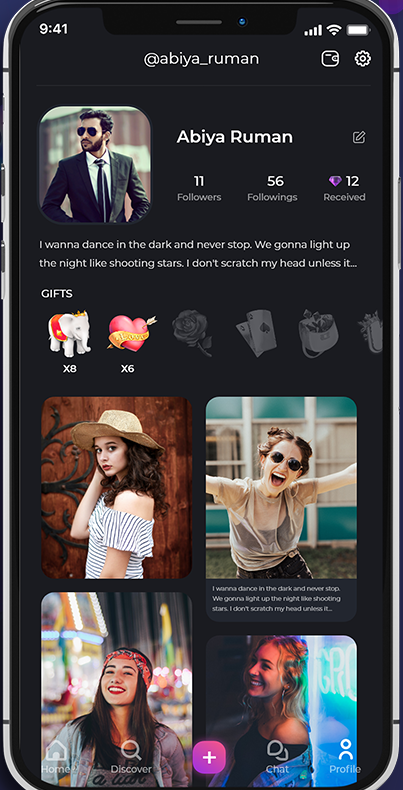 9:41
@abiya_ruman
Abiya Ruman
11 56 12
Followers Followings Received
I wanna dance in the dark and never stop. We gonna light up
the night like shooting stars. I don't scratch my head unless it...
GIFTS
X8 X6
I wanna dance in the dark and never stop.
We gonna light up the night like shooting
stars. I don't scratch my head unless it...
Home Discover + Chat Profile